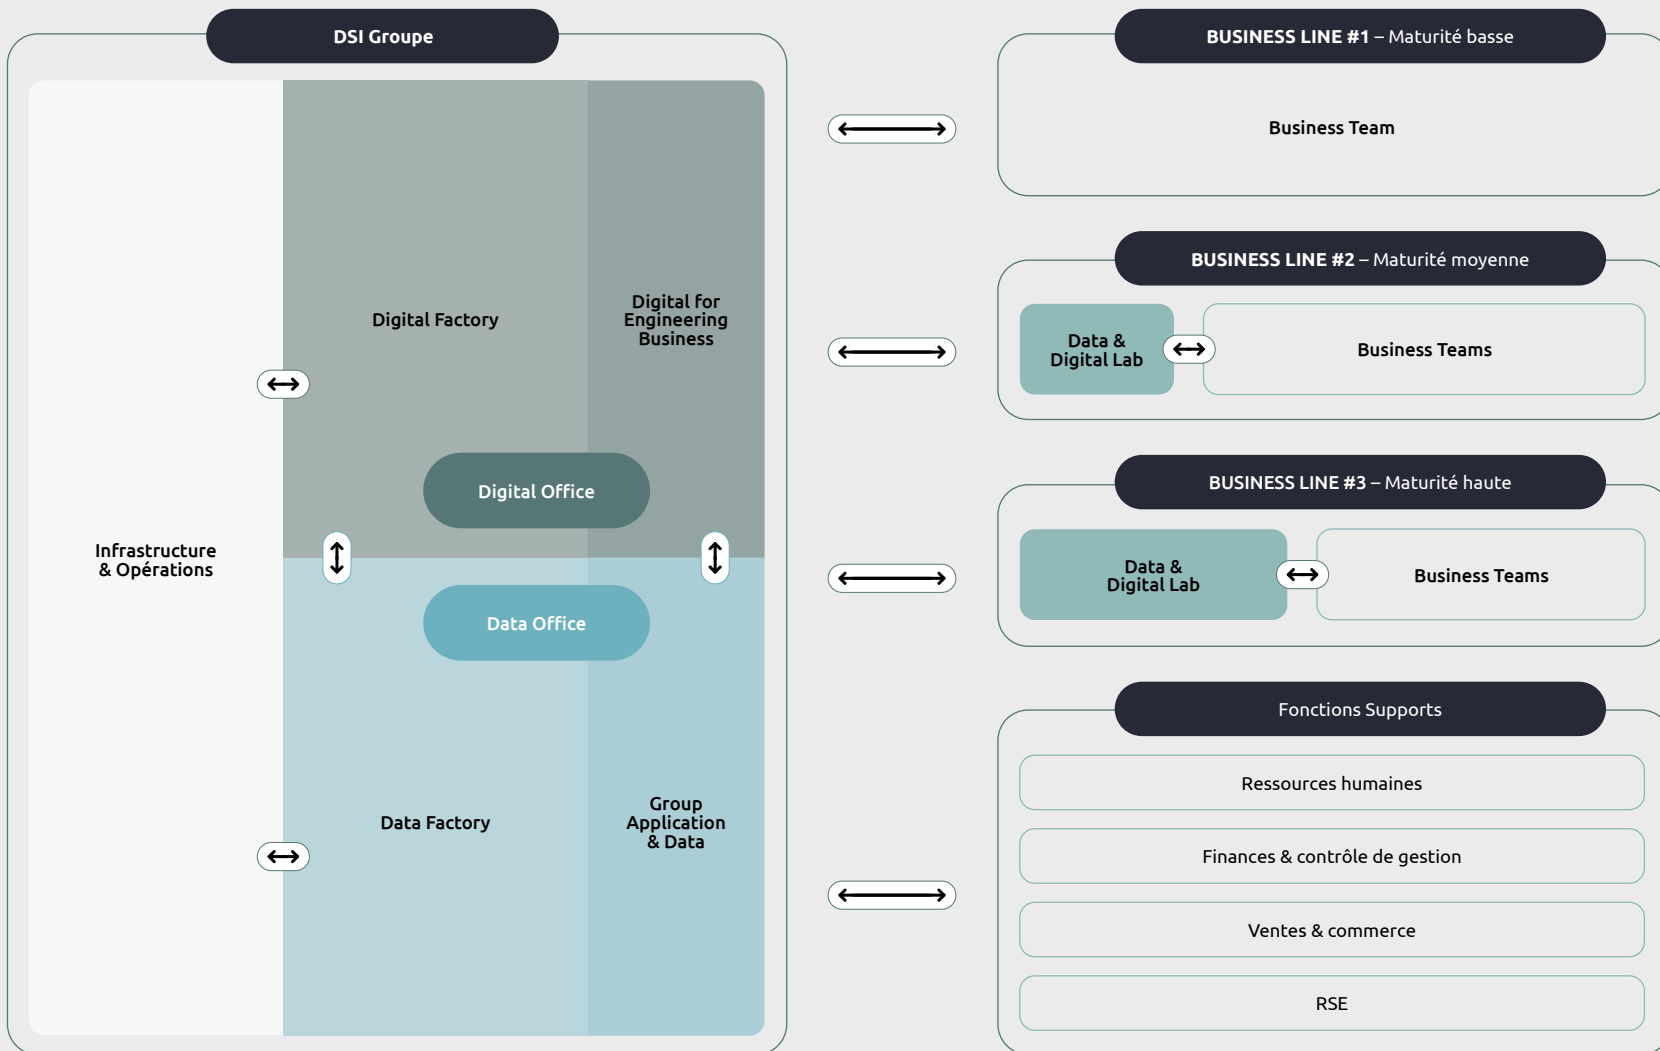 DSI Groupe
Infrastructure
& Opérations
Digital Factory
Digital for
Engineering
Business
Digital Office
Data Office
Data Factory
Group
Application
& Data
BUSINESS LINE #1 – Maturité basse
Business Team
BUSINESS LINE #2 – Maturité moyenne
Data &
Digital Lab
Business Teams
BUSINESS LINE #3 – Maturité haute
Data &
Digital Lab
Business Teams
Fonctions Supports
Ressources humaines
Finances & contrôle de gestion
Ventes & commerce
RSE